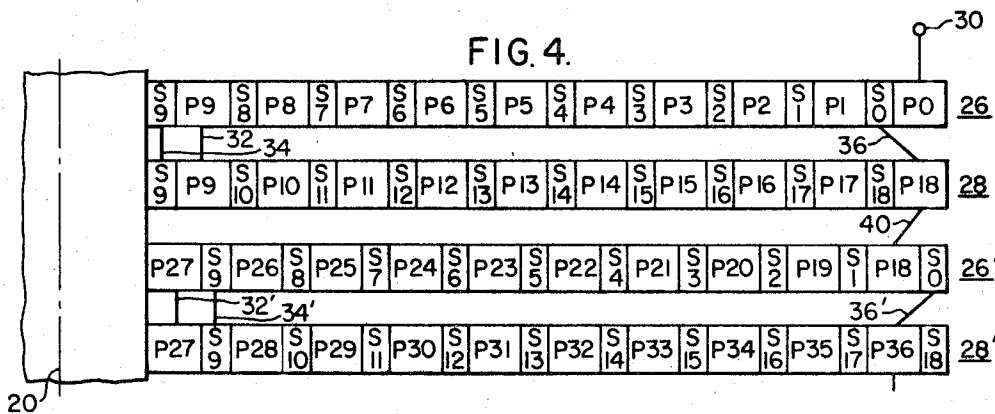 30
FIG. 4.
S9 P9 S8 P8 S7 P7 S6 P6 S5 P5 S4 P4 S3 P3 S2 P2 S1 P1 S0 P0 26
32 34 36
S9 P9 S10 P10 S11 P11 S12 P12 S13 P13 S14 P14 S15 P15 S16 P16 S17 P17 S18 P18 28
40
P27 S9 P26 S8 P25 S7 P24 S6 P23 S5 P22 S4 P21 S3 P20 S2 P19 S1 P18 S0 26'
32' 34' 36'
P27 S9 P28 S10 P29 S11 P30 S12 P31 S13 P32 S14 P33 S15 P34 S16 P35 S17 P36 S18 28'
20